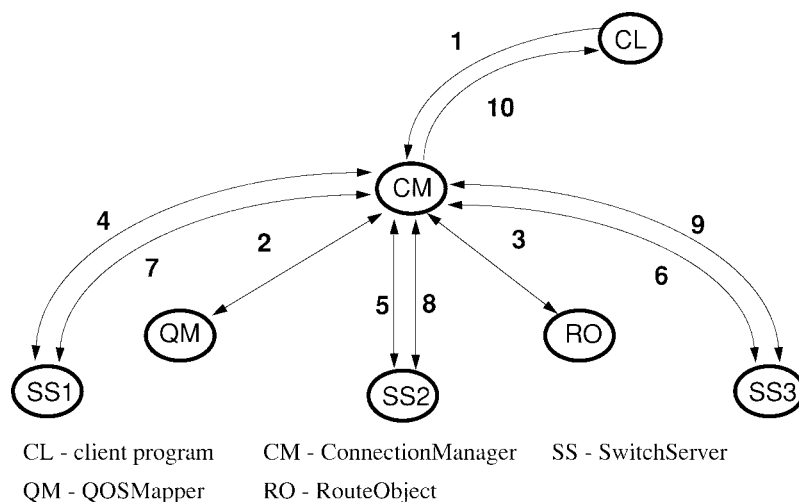 1
CL
10
CM
4
9
2
3
7
6
5
8
QM
RO
SS1
SS2
SS3
CL - client program CM - ConnectionManager SS - SwitchServer
QM - QOSMapper RO - RouteObject